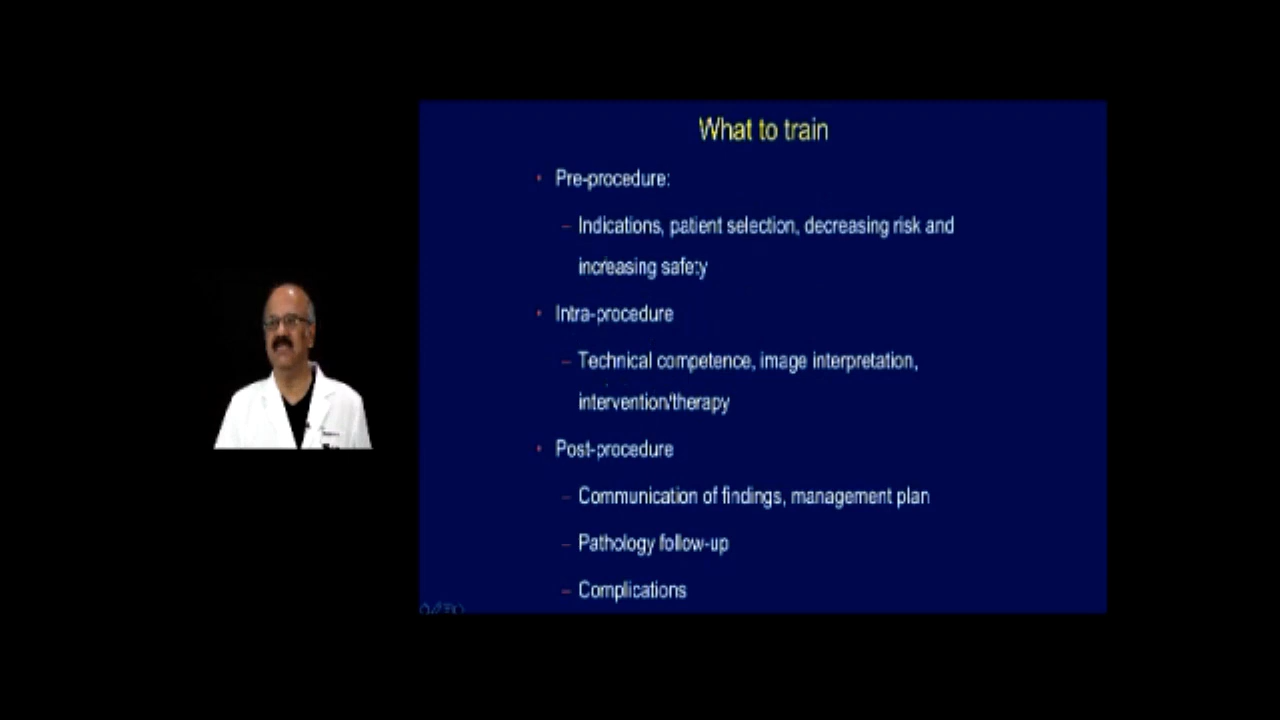 What to train
• Pre-procedure:
– Indications, patient selection, decreasing risk and
increasing safety
• Intra-procedure
– Technical competence, image interpretation,
intervention/therapy
• Post-procedure
– Communication of findings, management plan
– Pathology follow-up
– Complications